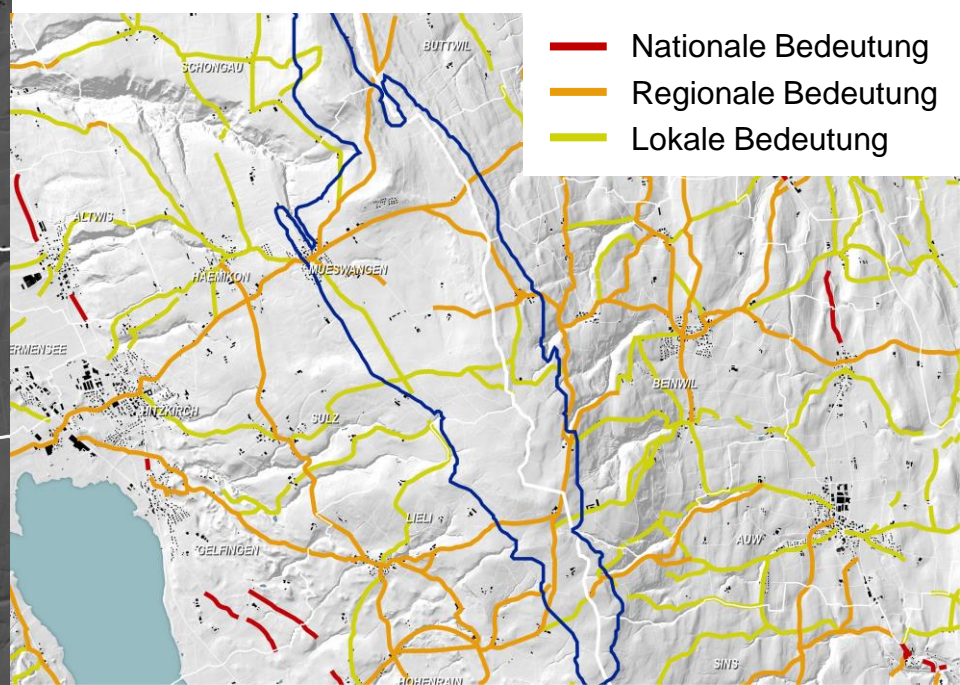 Nationale Bedeutung
Regionale Bedeutung
Lokale Bedeutung
BUTTWIL
SCHONGAU
ALTWIS
HAEMIKON
MUESWANGEN
ERMENSEE
HITZKIRCH
SULZ
BEINWIL
LIELI
GELFINGEN
AUW
SINS
HOHENRAIN